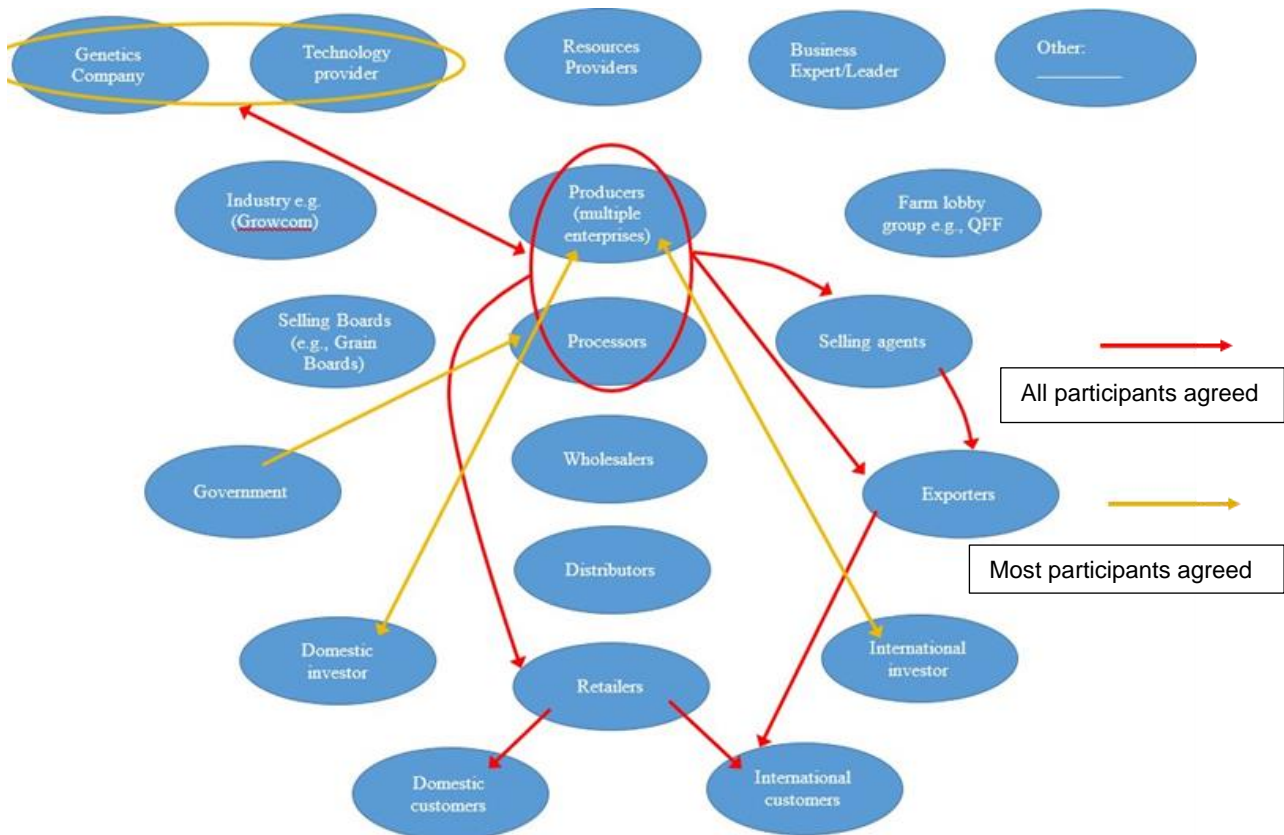 Genetics
Company
Technology
provider
Resources
Providers
Business
Expert/Leader
Other:
_________
Industry e.g.
(Growcom)
Producers
(multiple
enterprises)
Farm lobby
group e.g., QFF
Selling Boards
(e.g., Grain
Boards)
Processors
Selling agents
All participants agreed
Government
Wholesalers
Exporters
Most participants agreed
Distributors
Domestic
investor
Retailers
International
investor
Domestic
customers
International
customers